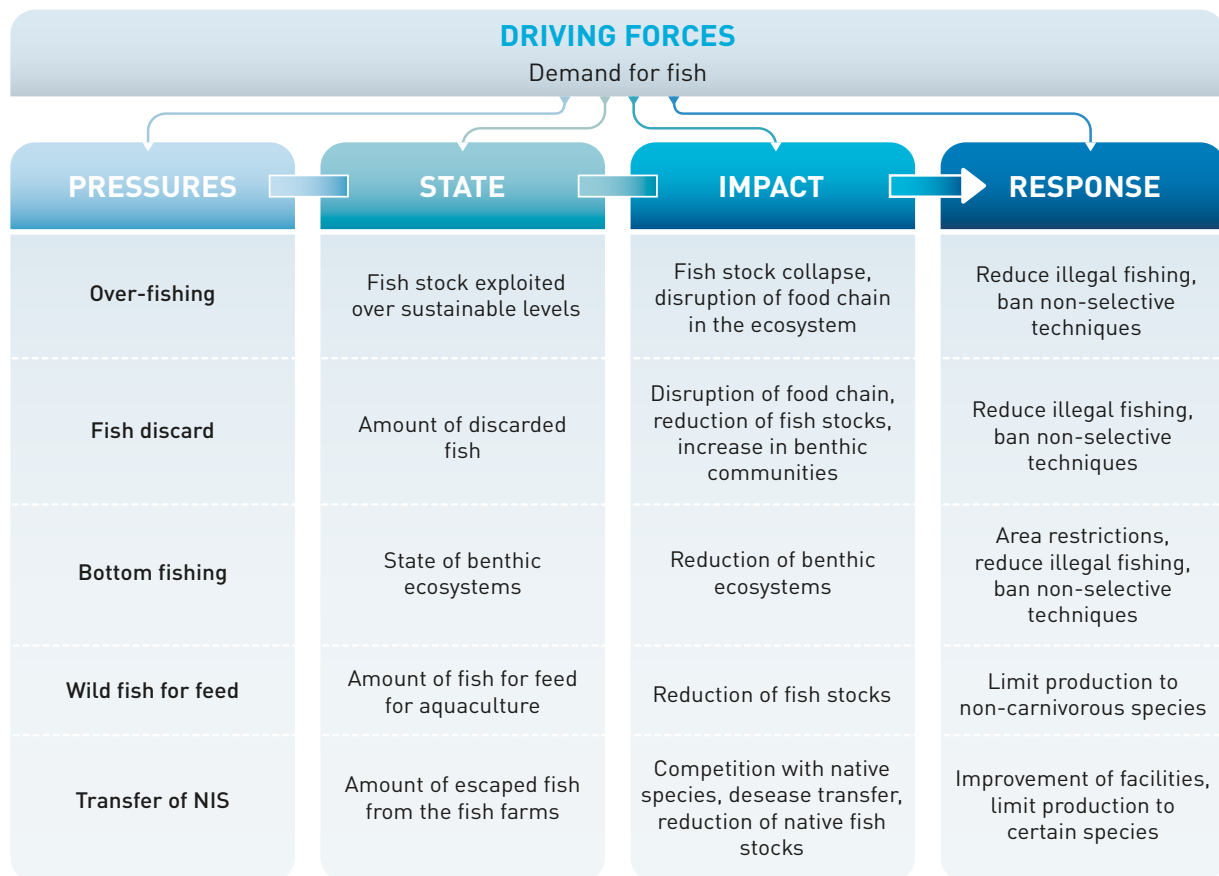 DRIVING FORCES
Demand for fish
PRESSURES
STATE
IMPACT
RESPONSE
Over-fishing
Fish stock exploited
over sustainable levels
Fish stock collapse,
disruption of food chain
in the ecosystem
Reduce illegal fishing,
ban non-selective
techniques
Fish discard
Amount of discarded
fish
Disruption of food chain,
reduction of fish stocks,
increase in benthic
communities
Reduce illegal fishing,
ban non-selective
techniques
Bottom fishing
State of benthic
ecosystems
Reduction of benthic
ecosystems
Area restrictions,
reduce illegal fishing,
ban non-selective
techniques
Wild fish for feed
Amount of fish for feed
for aquaculture
Reduction of fish stocks
Limit production to
non-carnivorous species
Transfer of NIS
Amount of escaped fish
from the fish farms
Competition with native
species, desease transfer,
reduction of native fish
stocks
Improvement of facilities,
limit production to
certain species